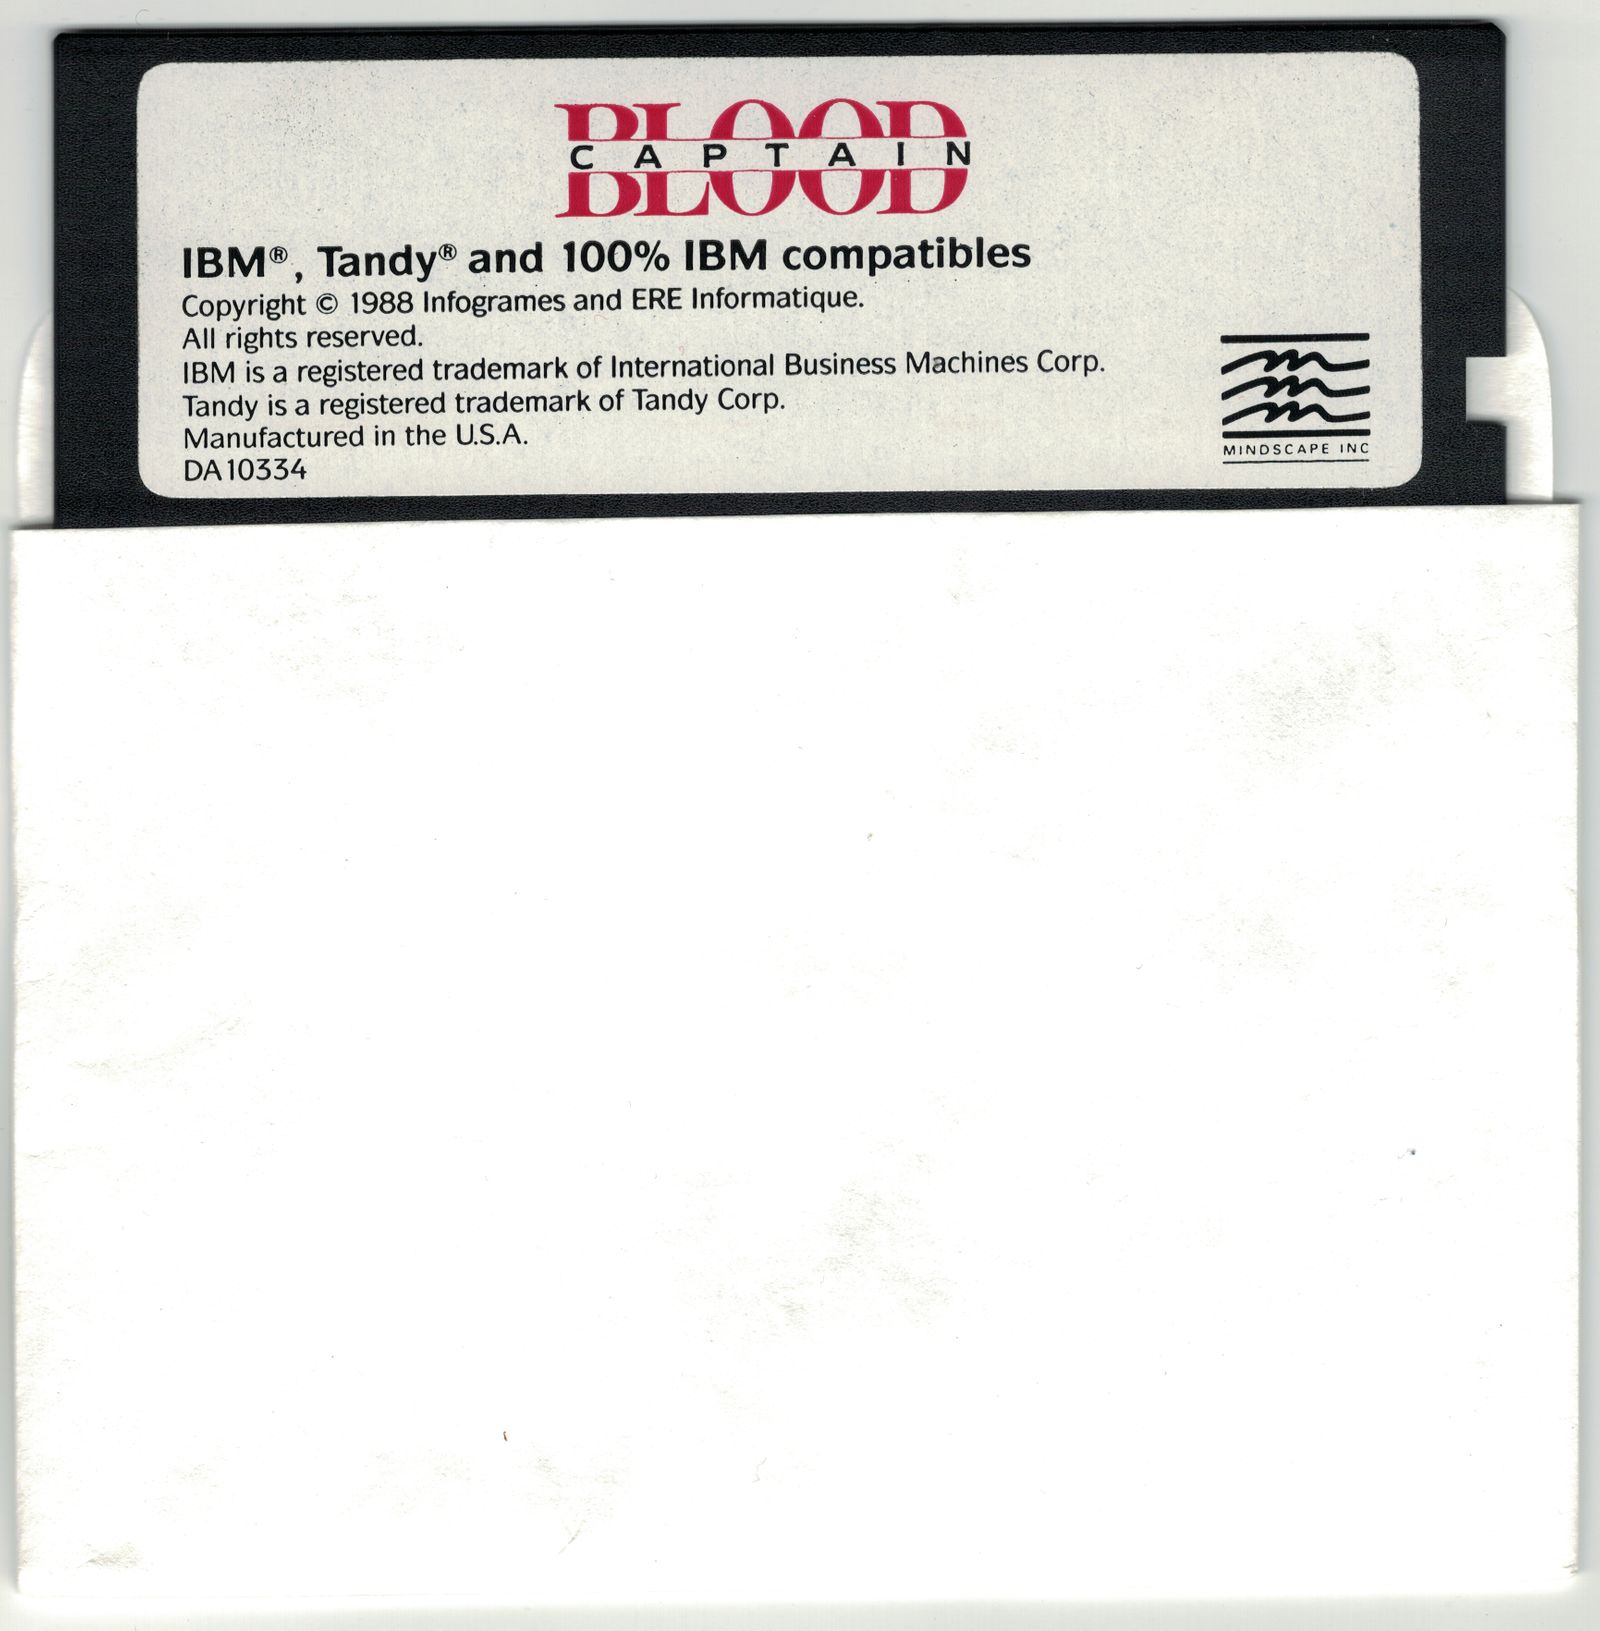 BLOOD
CAPTAIN
IBM®, Tandy® and 100% IBM compatibles
Copyright © 1988 Infogrames and ERE Informatique.
All rights reserved.
IBM is a registered trademark of International Business Machines Corp.
Tandy is a registered trademark of Tandy Corp.
Manufactured in the U.S.A.
DA10334
MINDSCAPE INC